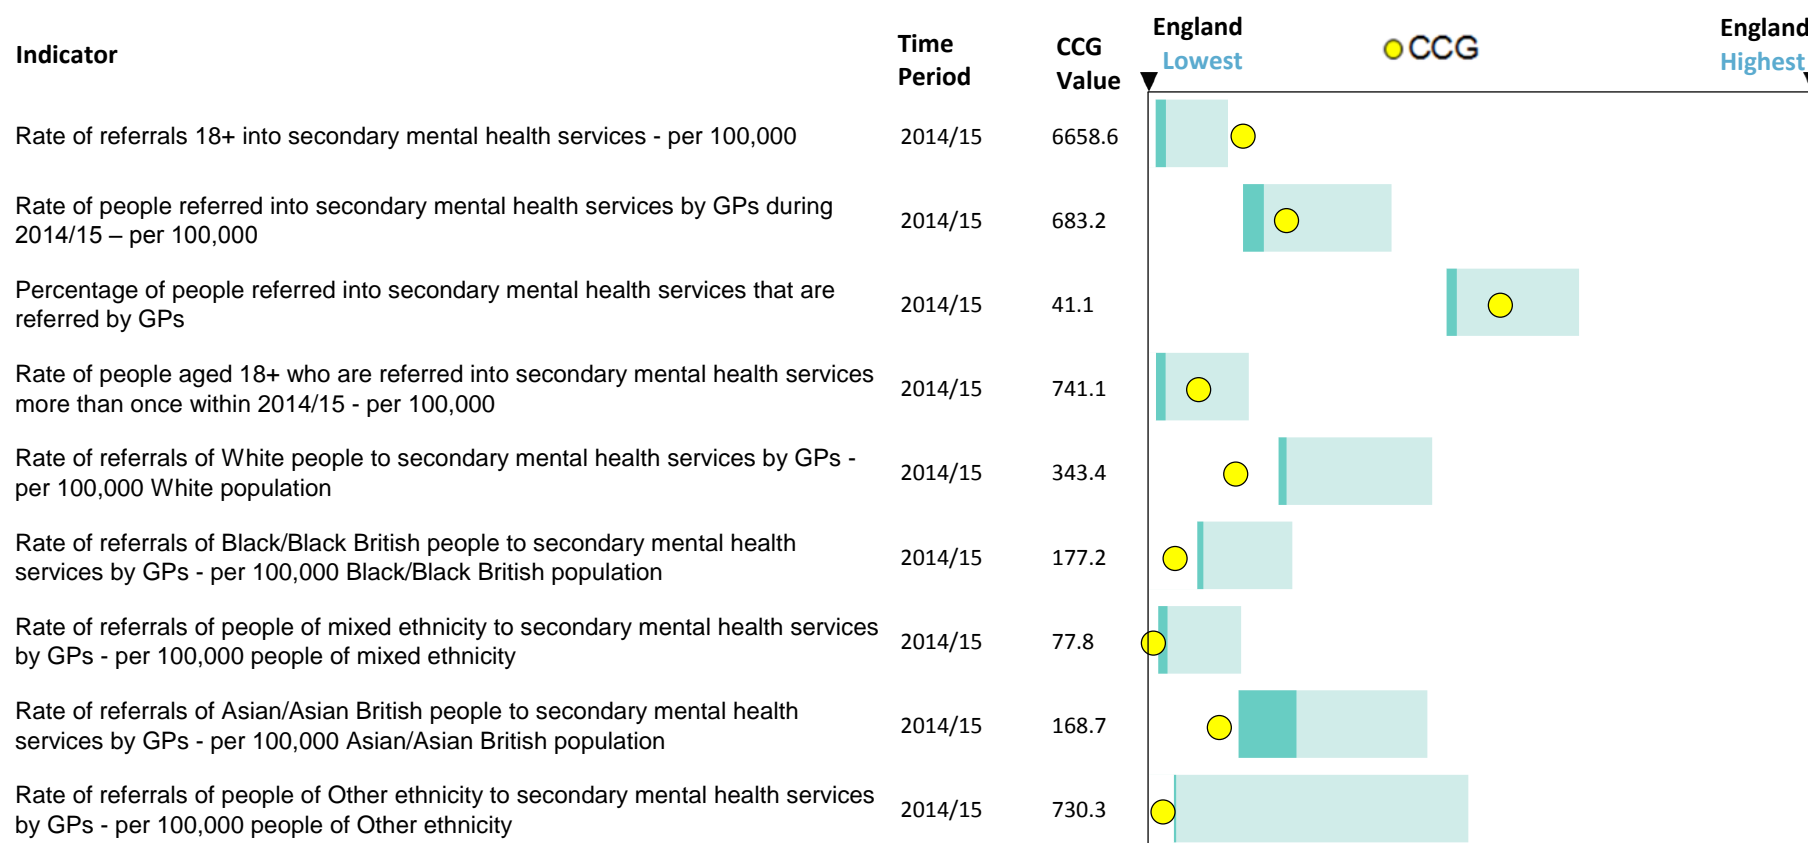 Indicator
Time
Period
CCG
Value
England
Lowest
CCG
England
Highest
Rate of referrals 18+ into secondary mental health services - per 100,000
2014/15
6658.6
Rate of people referred into secondary mental health services by GPs during
2014/15 – per 100,000
2014/15
683.2
Percentage of people referred into secondary mental health services that are
referred by GPs
2014/15
41.1
Rate of people aged 18+ who are referred into secondary mental health services
more than once within 2014/15 - per 100,000
2014/15
741.1
Rate of referrals of White people to secondary mental health services by GPs -
per 100,000 White population
2014/15
343.4
Rate of referrals of Black/Black British people to secondary mental health
services by GPs - per 100,000 Black/Black British population
2014/15
177.2
Rate of referrals of people of mixed ethnicity to secondary mental health services
by GPs - per 100,000 people of mixed ethnicity
2014/15
77.8
Rate of referrals of Asian/Asian British people to secondary mental health
services by GPs - per 100,000 Asian/Asian British population
2014/15
168.7
Rate of referrals of people of Other ethnicity to secondary mental health services
by GPs - per 100,000 people of Other ethnicity
2014/15
730.3